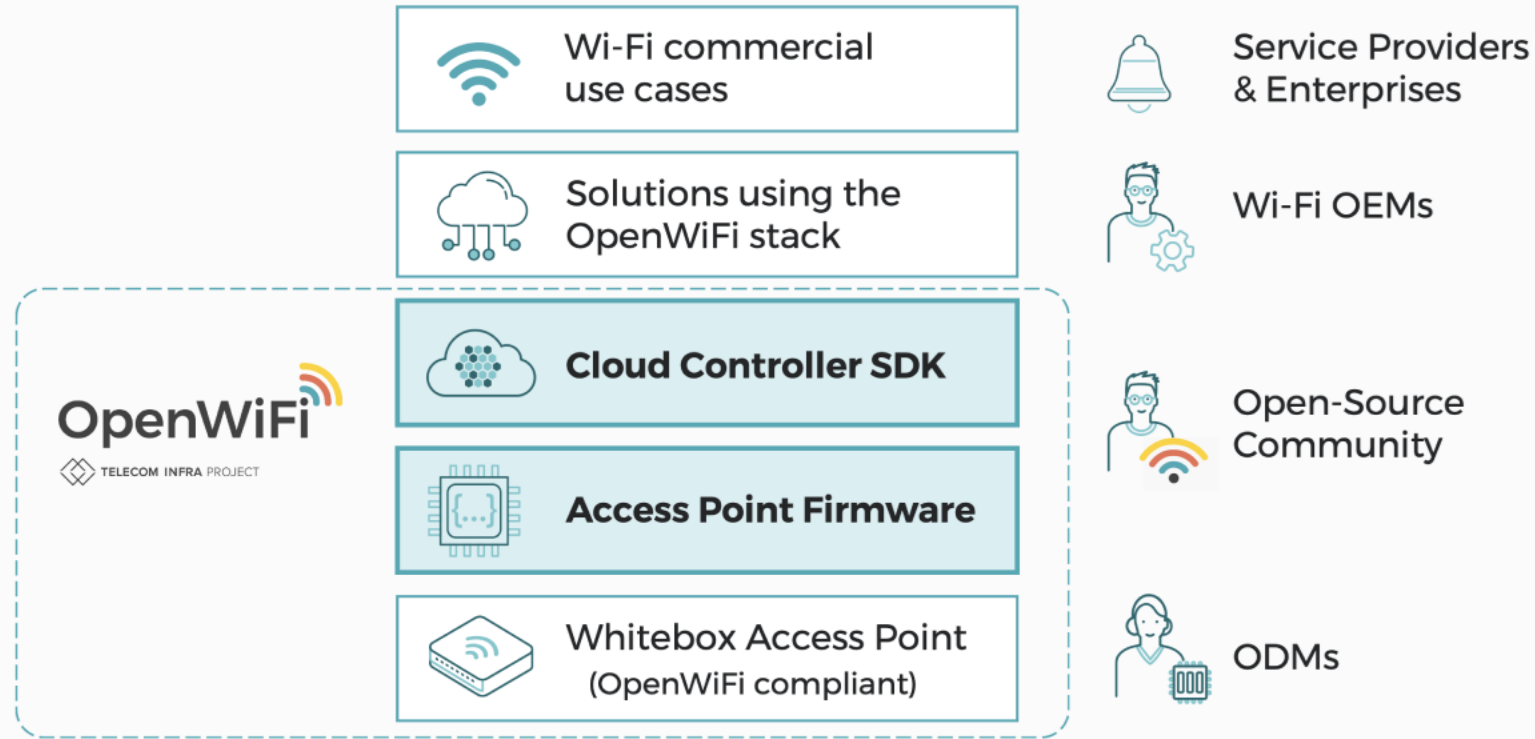 Wi-Fi commercial
use cases
Service Providers
& Enterprises
Solutions using the
OpenWiFi stack
Wi-Fi OEMs
OpenWiFi
TELECOM INFRA PROJECT
Cloud Controller SDK
Open-Source
Community
{...}
Access Point Firmware
Whitebox Access Point
(OpenWiFi compliant)
ODMs